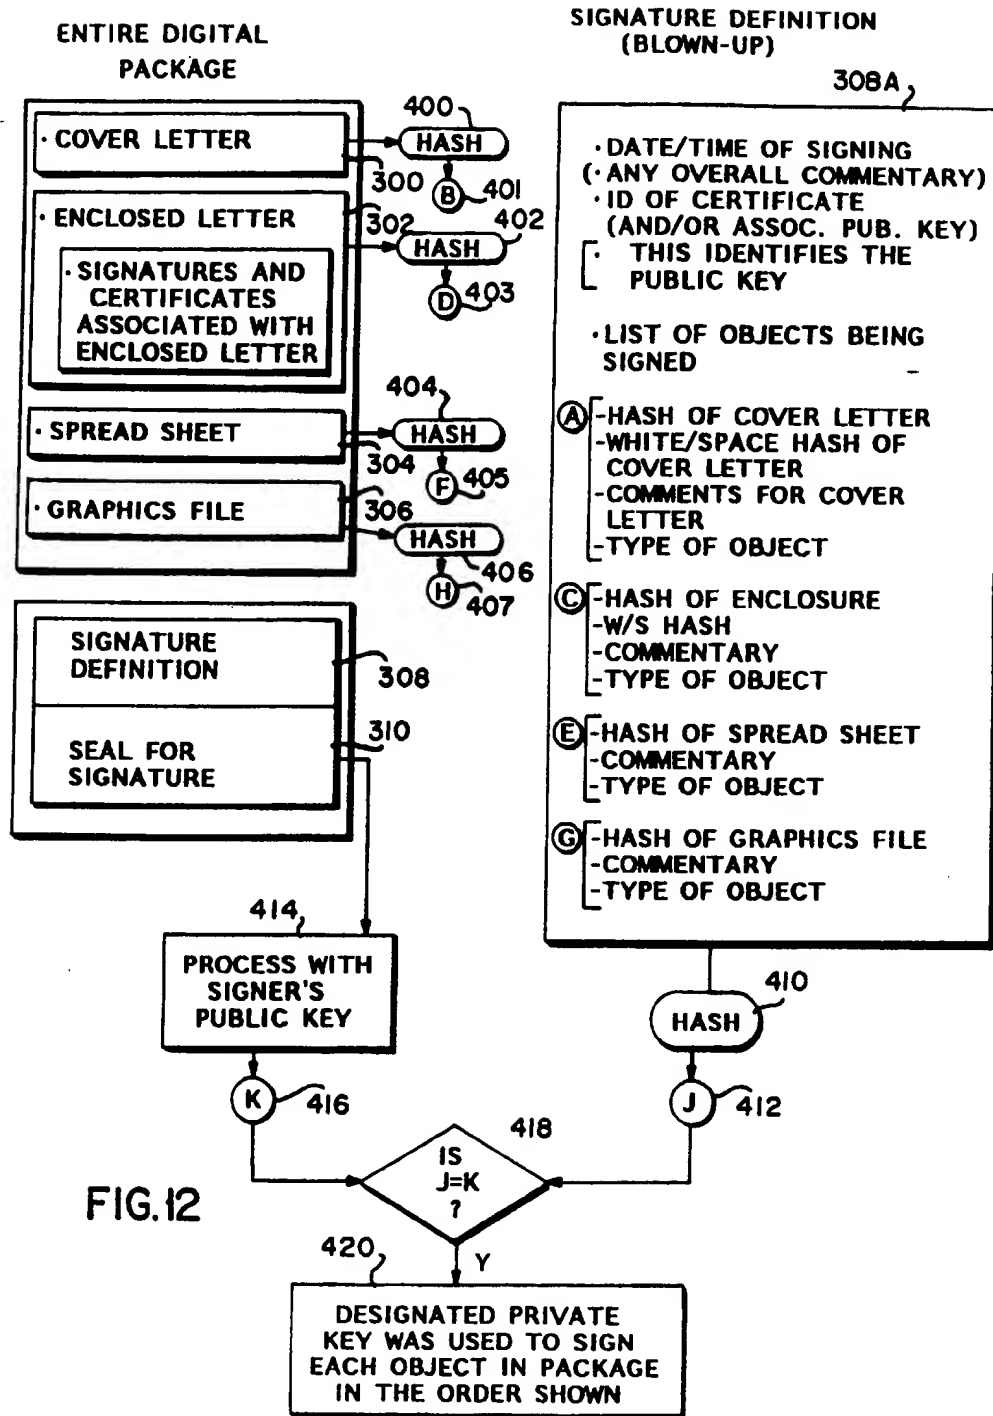 ENTIRE DIGITAL
PACKAGE
· COVER LETTER
300
· ENCLOSED LETTER
302
· SIGNATURES AND
CERTIFICATES
ASSOCIATED WITH
ENCLOSED LETTER
· SPREAD SHEET
304
· GRAPHICS FILE
306
400
HASH
B
401
402
HASH
D
403
404
HASH
F
405
HASH
406
H
407
SIGNATURE
DEFINITION
308
310
SEAL FOR
SIGNATURE
SIGNATURE DEFINITION
(BLOWN-UP)
308A
· DATE/TIME OF SIGNING
(· ANY OVERALL COMMENTARY)
· ID OF CERTIFICATE
(AND/OR ASSOC. PUB. KEY)
[· THIS IDENTIFIES THE
PUBLIC KEY
· LIST OF OBJECTS BEING
SIGNED
A
-HASH OF COVER LETTER
-WHITE/SPACE HASH OF
COVER LETTER
-COMMENTS FOR COVER
LETTER
-TYPE OF OBJECT
C
-HASH OF ENCLOSURE
-W/S HASH
-COMMENTARY
-TYPE OF OBJECT
E
-HASH OF SPREAD SHEET
-COMMENTARY
-TYPE OF OBJECT
G
-HASH OF GRAPHICS FILE
-COMMENTARY
-TYPE OF OBJECT
414
PROCESS WITH
SIGNER'S
PUBLIC KEY
K
416
410
HASH
J
412
418
IS
J=K
?
Y
FIG.12
420
DESIGNATED PRIVATE
KEY WAS USED TO SIGN
EACH OBJECT IN PACKAGE
IN THE ORDER SHOWN